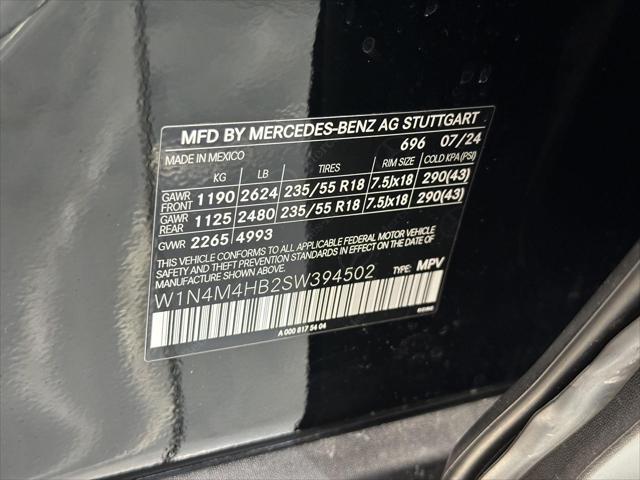 MFD BY MERCEDES-BENZ AG STUTTGART
696 07/24
MADE IN MEXICO
KG LB TIRES RIM SIZE COLD KPA (PSI)
GAWR FRONT 1190 2624 235/55 R18 7.5Jx18 290(43)
GAWR REAR 1125 2480 235/55 R18 7.5Jx18 290(43)
GVWR 2265 4993
THIS VEHICLE CONFORMS TO ALL APPLICABLE FEDERAL MOTOR VEHICLE
SAFETY AND THEFT PREVENTION STANDARDS IN EFFECT ON THE DATE OF
MANUFACTURE SHOWN ABOVE.
W1N4M4HB2SW394502 TYPE: MPV
A 000 817 54 04